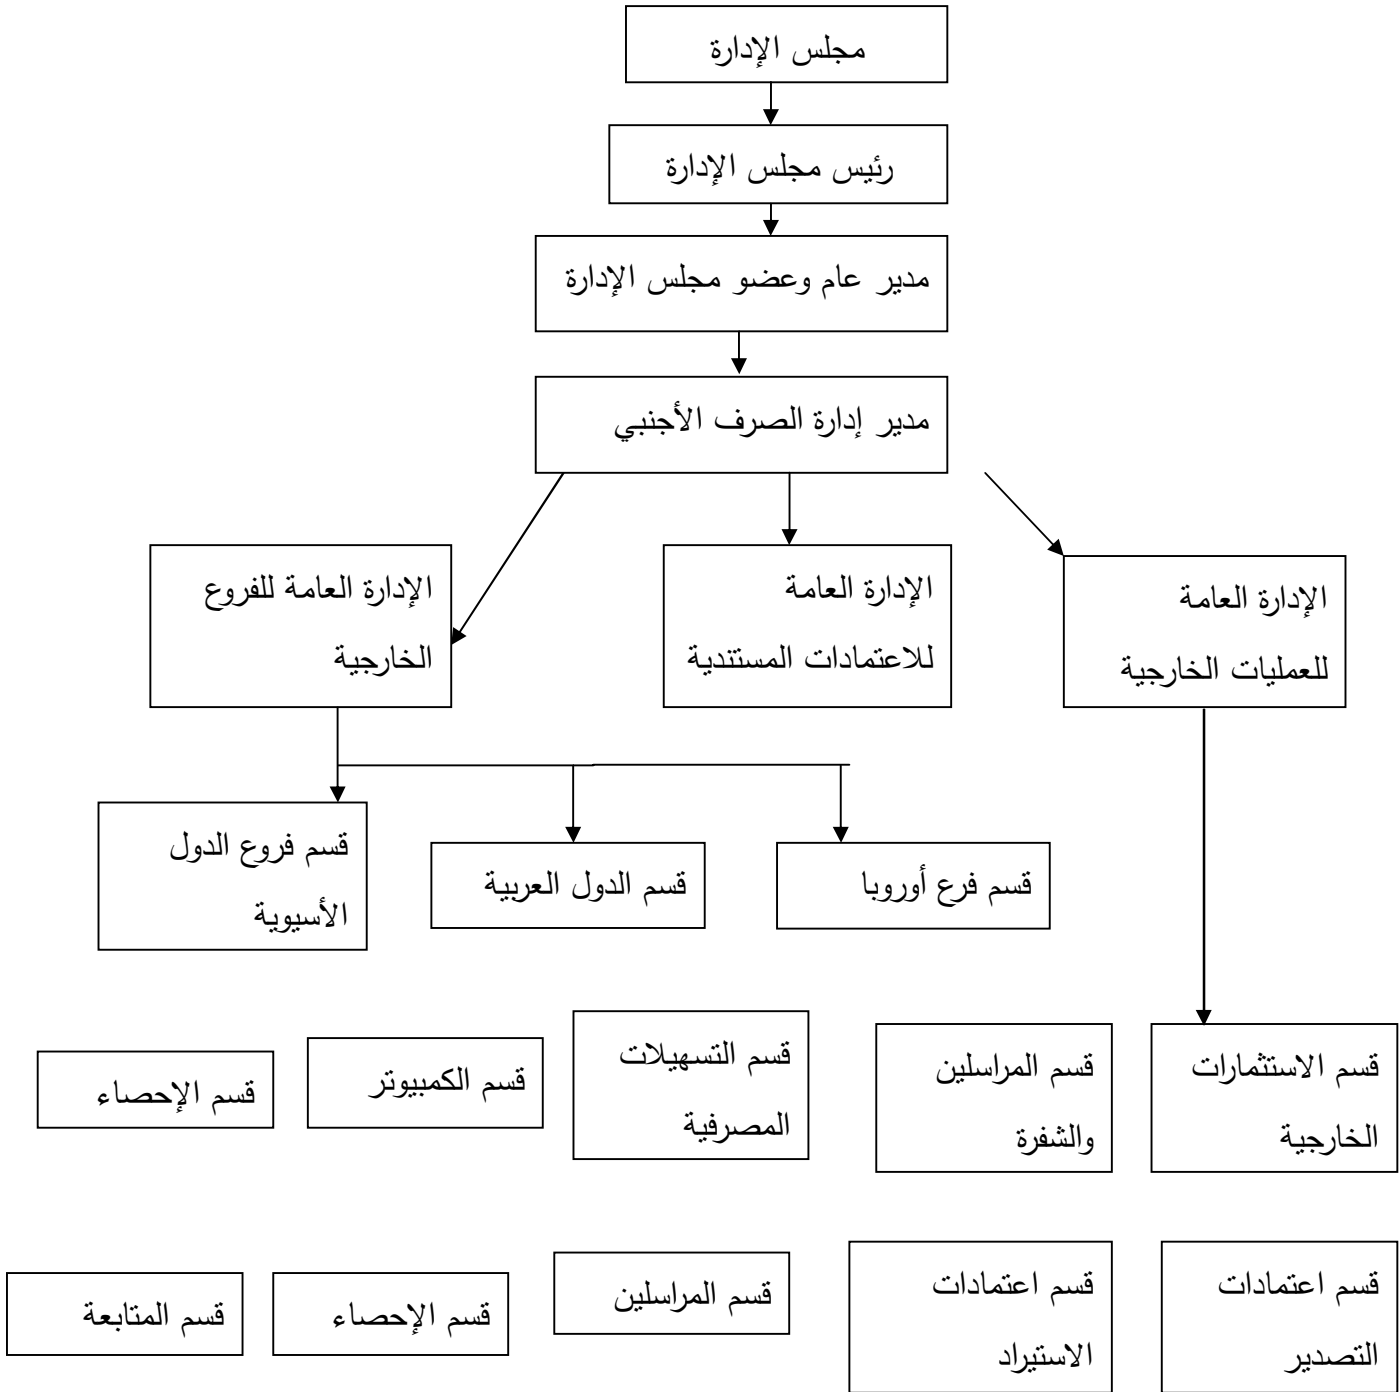 مجلس الإدارة
رئيس مجلس الإدارة
مدير عام وعضو مجلس الإدارة
مدير إدارة الصرف الأجنبي
الإدارة العامة
للعمليات الخارجية
الإدارة العامة
للاعتمادات المستندية
الإدارة العامة للفروع
الخارجية
قسم فرع أوروبا
قسم الدول العربية
قسم فروع الدول
الأسيوية
قسم الاستثمارات
الخارجية
قسم المراسلين
والشفرة
قسم التسهيلات
المصرفية
قسم الكمبيوتر
قسم الإحصاء
قسم اعتمادات
التصدير
قسم اعتمادات
الاستيراد
قسم المراسلين
قسم الإحصاء
قسم المتابعة